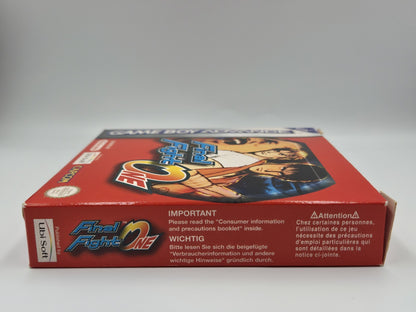 GAME BOY ADVANCE
Final
Fight
ONE
CAPCOM
Ubi Soft
Final
Fight ONE
IMPORTANT
Please read the "Consumer information
and precautions booklet" inside.
WICHTIG
Bitte lesen Sie sich die beigefügte
"Verbraucherinformation und andere
wichtige Hinweise" gründlich durch.
⚠Attention⚠
Chez certaines personnes,
l'utilisation de ce jeu
nécessite des précautions
d'emploi particulières qui
sont détaillées dans la
notice ci-jointe.